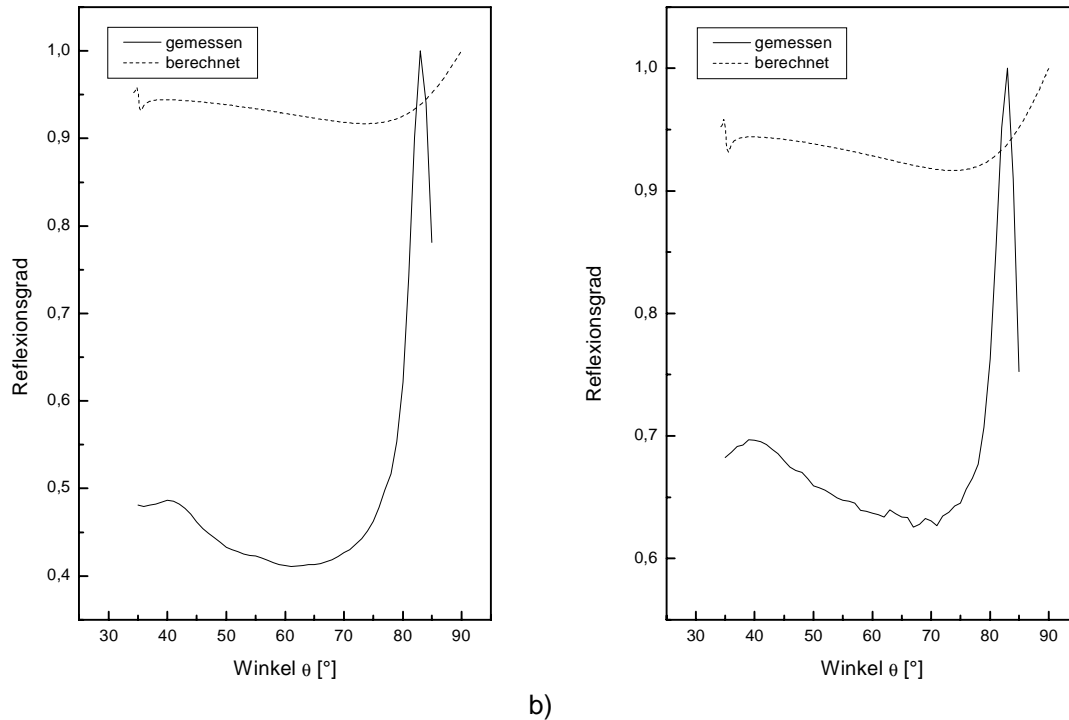 gemessen
berechnet
1,0
0,9
0,8
0,7
0,6
0,5
0,4
Reflexionsgrad
30 40 50 60 70 80 90
Winkel θ [°]
gemessen
berechnet
1,0
0,9
0,8
0,7
0,6
Reflexionsgrad
30 40 50 60 70 80 90
Winkel θ [°]
b)